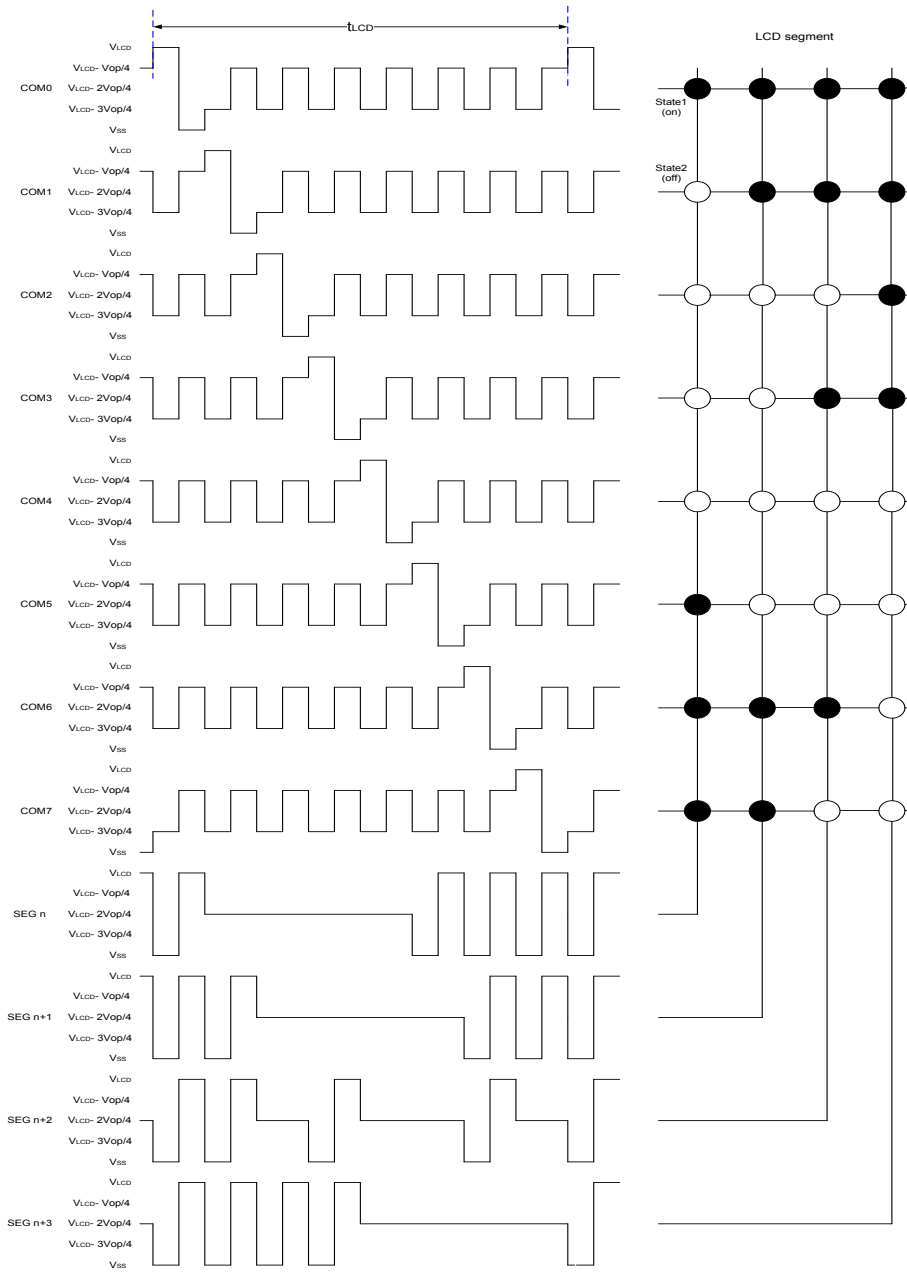 tLCD
LCD segment
VLCD
VLCD- Vop/4
COM0 VLCD- 2Vop/4
VLCD- 3Vop/4
VSS
State1
(on)
VLCD
VLCD- Vop/4
COM1 VLCD- 2Vop/4
VLCD- 3Vop/4
VSS
State2
(off)
VLCD
VLCD- Vop/4
COM2 VLCD- 2Vop/4
VLCD- 3Vop/4
VSS
VLCD
VLCD- Vop/4
COM3 VLCD- 2Vop/4
VLCD- 3Vop/4
VSS
VLCD
VLCD- Vop/4
COM4 VLCD- 2Vop/4
VLCD- 3Vop/4
VSS
VLCD
VLCD- Vop/4
COM5 VLCD- 2Vop/4
VLCD- 3Vop/4
VSS
VLCD
VLCD- Vop/4
COM6 VLCD- 2Vop/4
VLCD- 3Vop/4
VSS
VLCD
VLCD- Vop/4
COM7 VLCD- 2Vop/4
VLCD- 3Vop/4
VSS
VLCD
VLCD- Vop/4
SEG n VLCD- 2Vop/4
VLCD- 3Vop/4
VSS
VLCD
VLCD- Vop/4
SEG n+1 VLCD- 2Vop/4
VLCD- 3Vop/4
VSS
VLCD
VLCD- Vop/4
SEG n+2 VLCD- 2Vop/4
VLCD- 3Vop/4
VSS
VLCD
VLCD- Vop/4
SEG n+3 VLCD- 2Vop/4
VLCD- 3Vop/4
VSS